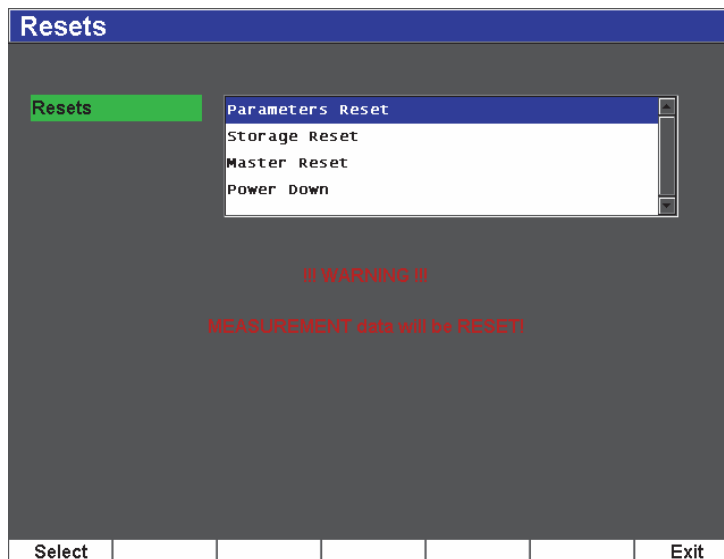 Resets
Resets
Parameters Reset
Storage Reset
Master Reset
Power Down
!!! WARNING !!!
MEASUREMENT data will be RESET!
Select
Exit